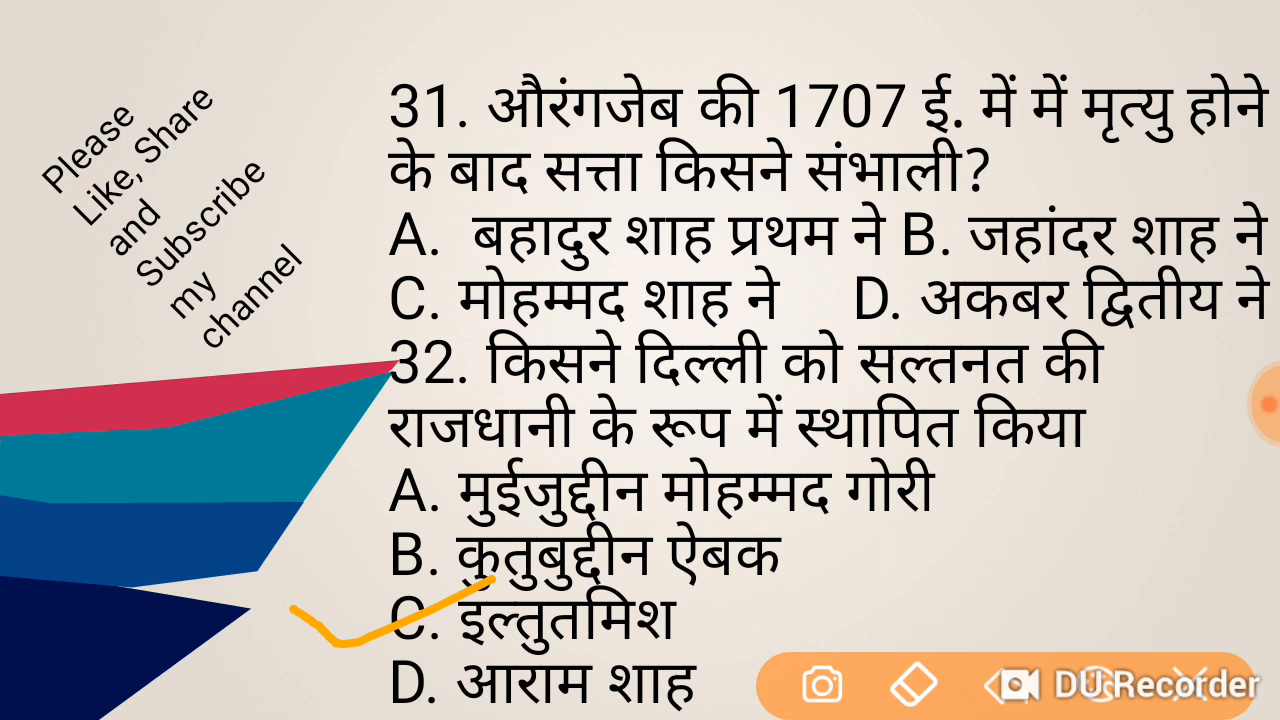 Please
Like, Share
and
Subscribe
my
channel
31. औरंगजेब की 1707 ई. में में मृत्यु होने
के बाद सत्ता किसने संभाली?
A. बहादुर शाह प्रथम ने B. जहांदर शाह ने
C. मोहम्मद शाह ने D. अकबर द्वितीय ने
32. किसने दिल्ली को सल्तनत की
राजधानी के रूप में स्थापित किया
A. मुईजुद्दीन मोहम्मद गोरी
B. कुतुबुद्दीन ऐबक
C. इल्तुतमिश
D. आराम शाह
DU Recorder